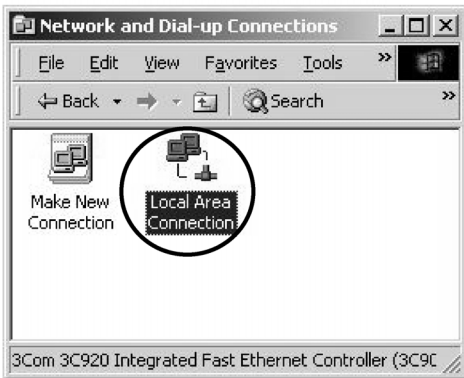 Network and Dial-up Connections
File Edit View Favorites Tools »
Back Search »
Make New
Connection
Local Area
Connection
3Com 3C920 Integrated Fast Ethernet Controller (3C9C